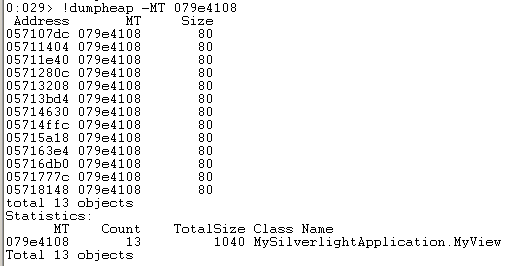 0:029> !dumpheap -MT 079e4108
Address MT Size
057107dc 079e4108 80
05711404 079e4108 80
05711e40 079e4108 80
0571280c 079e4108 80
05713208 079e4108 80
05713bd4 079e4108 80
05714630 079e4108 80
05714ffc 079e4108 80
05715a18 079e4108 80
057163e4 079e4108 80
05716db0 079e4108 80
0571777c 079e4108 80
05718148 079e4108 80
total 13 objects
Statistics:
MT Count TotalSize Class Name
079e4108 13 1040 MySilverlightApplication.MyView
Total 13 objects